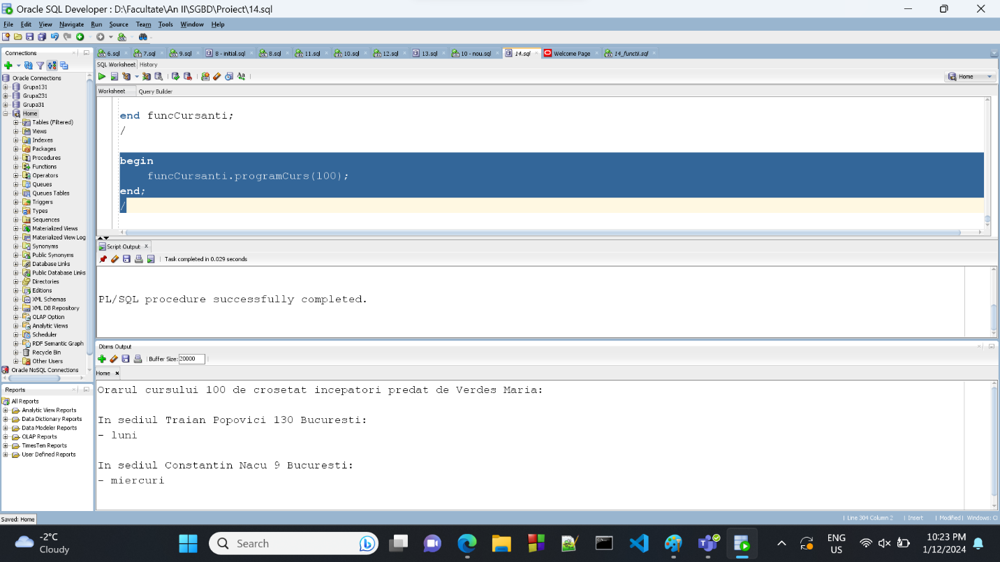 Oracle SQL Developer : D:\Facultate\An II\SGBD\Proiect\14.sql
File Edit View Navigate Run Source Team Tools Window Help
Connections
Oracle Connections
Grupa131
Grupa231
Grupa31
Home
Tables (Filtered)
Views
Indexes
Packages
Procedures
Functions
Operators
Queues
Queues Tables
Triggers
Types
Sequences
Materialized Views
Materialized View Log
Synonyms
Public Synonyms
Database Links
Public Database Links
Directories
Editions
XML Schemas
XML DB Repository
OLAP Option
Analytic Views
Scheduler
RDF Semantic Graph
Recycle Bin
Other Users
Oracle NoSQL Connections
Reports
All Reports
Analytic View Reports
Data Dictionary Reports
Data Modeler Reports
OLAP Reports
TimesTen Reports
User Defined Reports
6.sql 7.sql 9.sql 8 - initial.sql 8.sql 11.sql 10.sql 12.sql 13.sql 10 - nou.sql 14.sql Welcome Page 14_functii.sql
SQL Worksheet History
Home
Worksheet Query Builder
end funcCursanti;
/
begin
funcCursanti.programCurs(100);
end;
/
Script Output x
Task completed in 0.029 seconds
PL/SQL procedure successfully completed.
Dbms Output
Buffer Size: 20000
Home
Orarul cursului 100 de crosetat incepatori predat de Verdes Maria:
In sediul Traian Popovici 130 Bucuresti:
- luni
In sediul Constantin Nacu 9 Bucuresti:
- miercuri
Saved: Home
Line 304 Column 2 | Insert | Modified | Windows: Cl
-2°C
Cloudy
Search
ENG
US
10:23 PM
1/12/2024